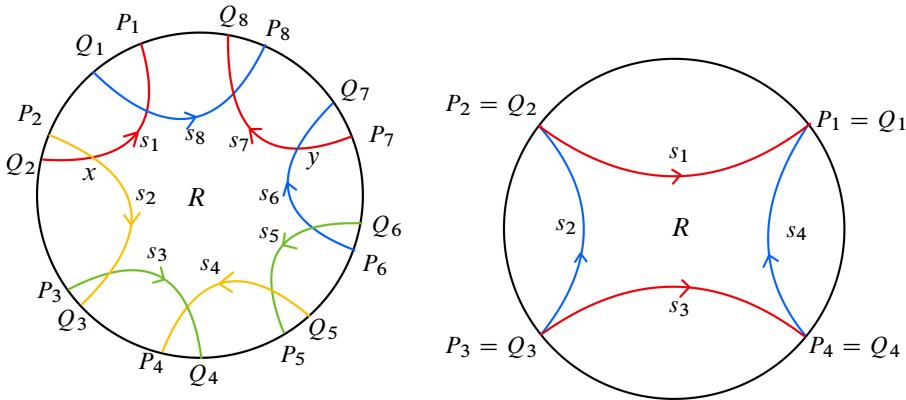 Q₈
P₁ P₈
Q₁ Q₇
P₂ P₇
s₁ s₈ s₇
Q₂ x y
s₂ R s₆
s₅ Q₆
s₃ s₄ P₆
P₃
Q₃ Q₅
P₄ Q₄ P₅
P₂ = Q₂ P₁ = Q₁
s₁
s₂ R s₄
s₃
P₃ = Q₃ P₄ = Q₄